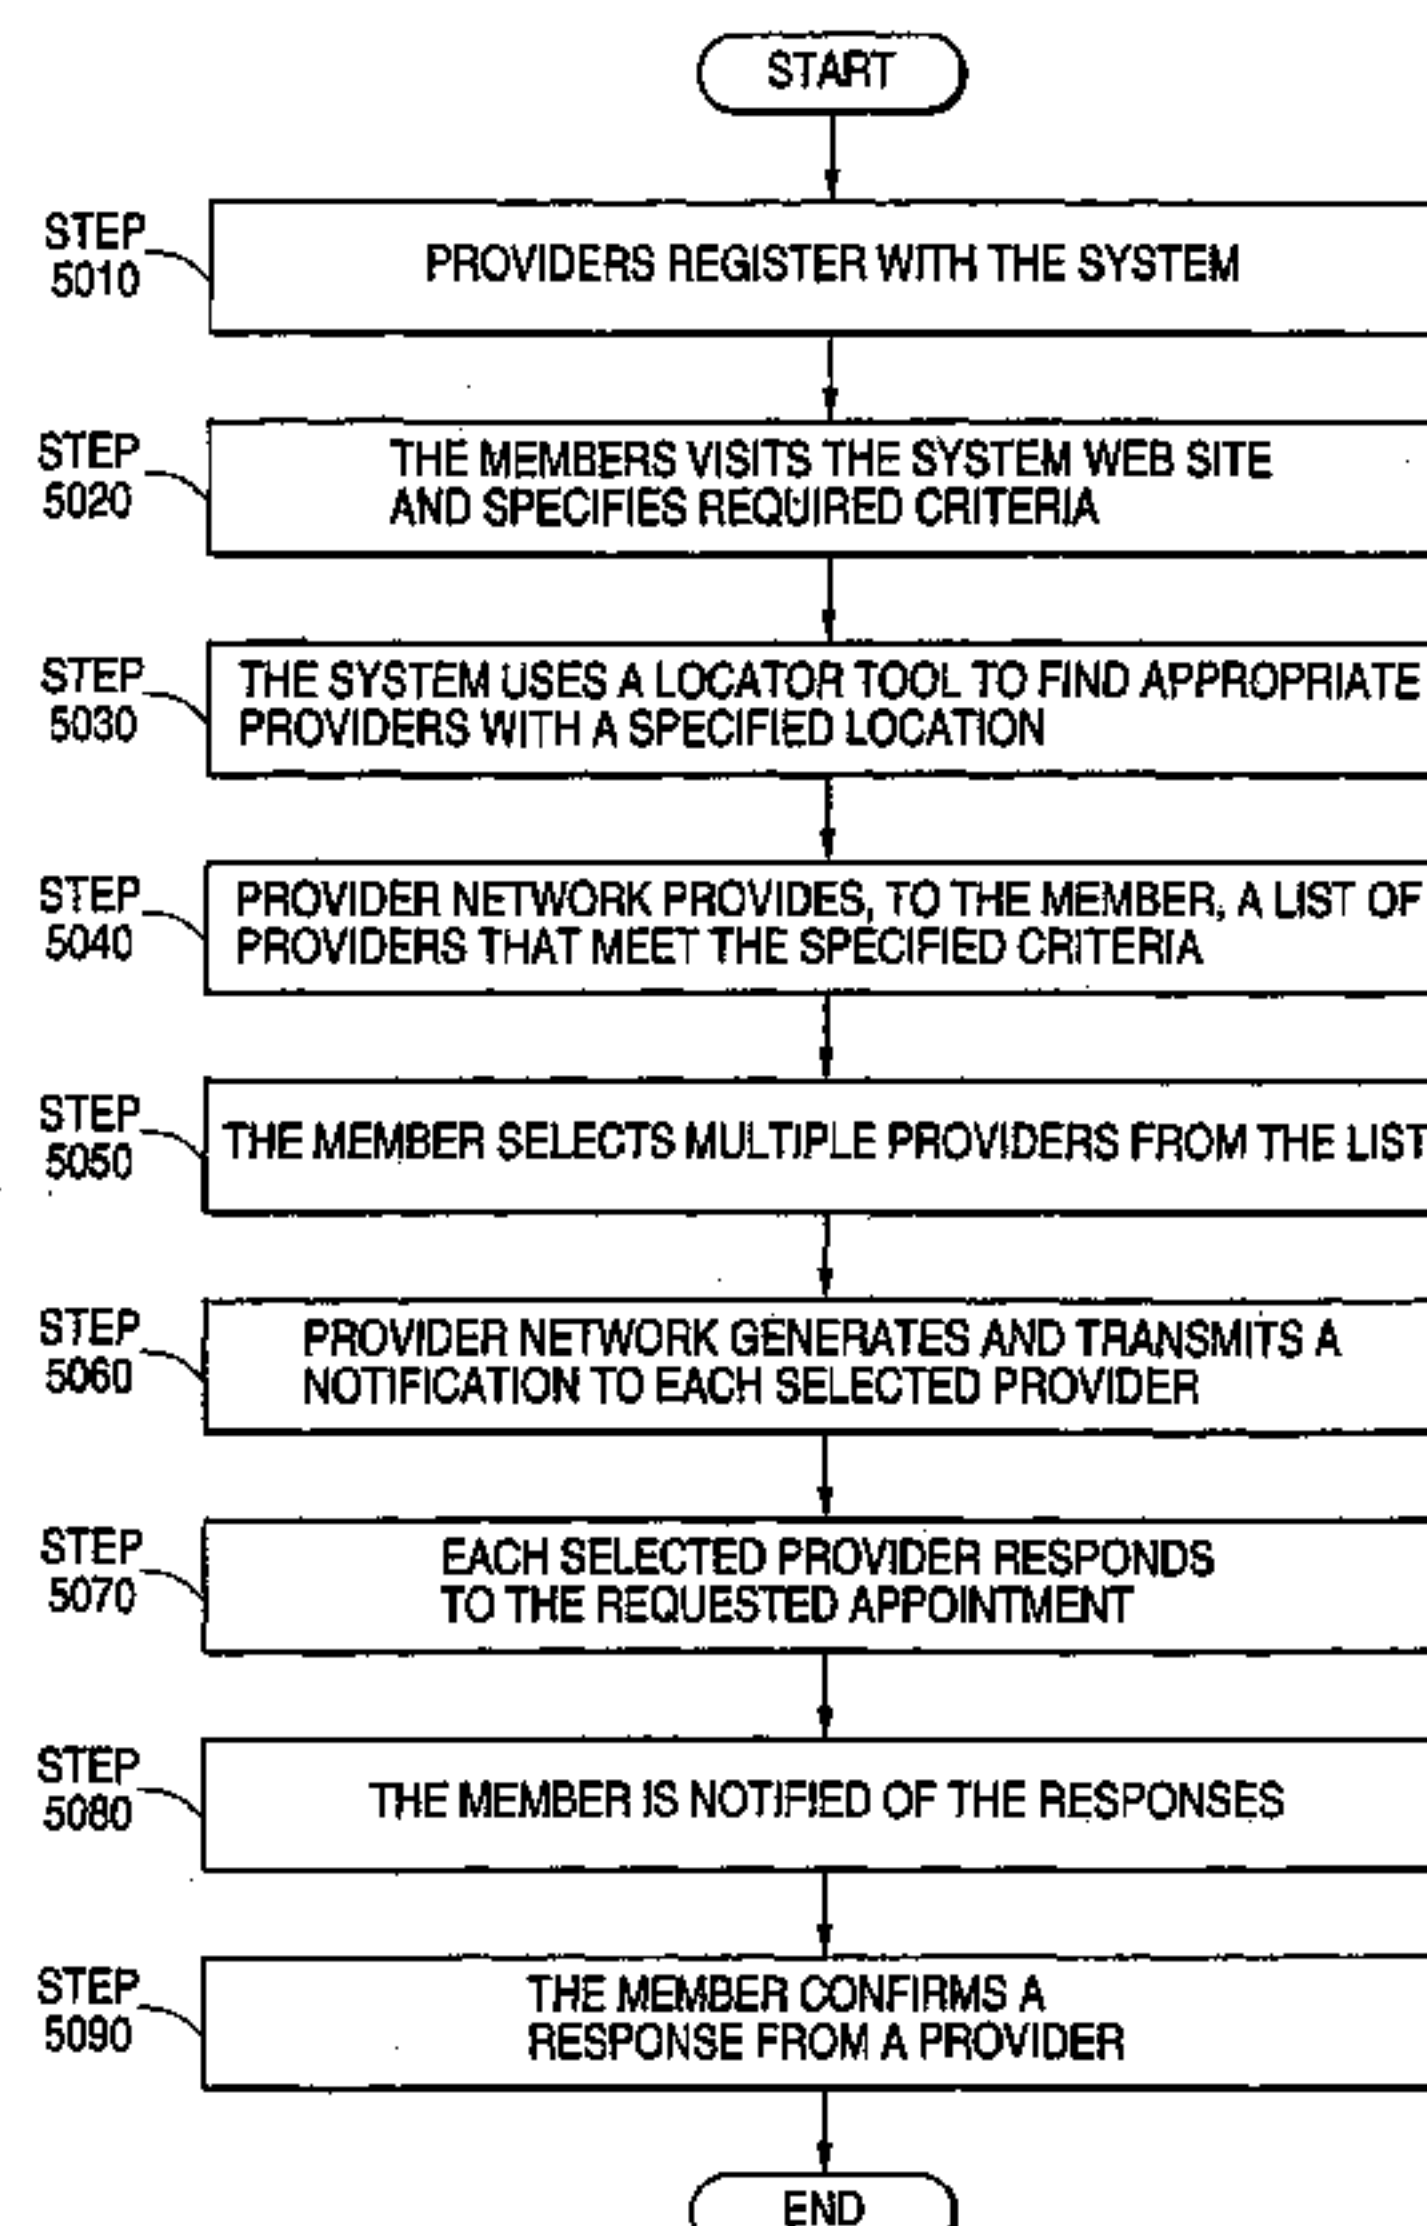 START
STEP
5010
PROVIDERS REGISTER WITH THE SYSTEM
STEP
5020
THE MEMBERS VISITS THE SYSTEM WEB SITE
AND SPECIFIES REQUIRED CRITERIA
STEP
5030
THE SYSTEM USES A LOCATOR TOOL TO FIND APPROPRIATE
PROVIDERS WITH A SPECIFIED LOCATION
STEP
5040
PROVIDER NETWORK PROVIDES, TO THE MEMBER, A LIST OF
PROVIDERS THAT MEET THE SPECIFIED CRITERIA
STEP
5050
THE MEMBER SELECTS MULTIPLE PROVIDERS FROM THE LIST
STEP
5060
PROVIDER NETWORK GENERATES AND TRANSMITS A
NOTIFICATION TO EACH SELECTED PROVIDER
STEP
5070
EACH SELECTED PROVIDER RESPONDS
TO THE REQUESTED APPOINTMENT
STEP
5080
THE MEMBER IS NOTIFIED OF THE RESPONSES
STEP
5090
THE MEMBER CONFIRMS A
RESPONSE FROM A PROVIDER
END